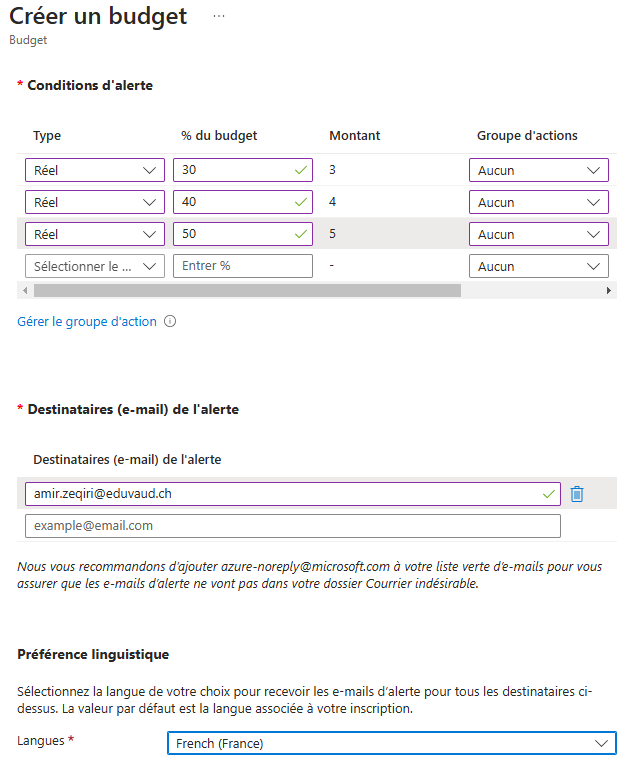 Créer un budget ...
Budget
* Conditions d'alerte
Type % du budget Montant Groupe d'actions
Réel 30 3 Aucun
Réel 40 4 Aucun
Réel 50 5 Aucun
Sélectionner le ... Entrer % - Aucun
Gérer le groupe d'action
* Destinataires (e-mail) de l'alerte
Destinataires (e-mail) de l'alerte
amir.zeqiri@eduvaud.ch
example@email.com
Nous vous recommandons d'ajouter azure-noreply@microsoft.com à votre liste verte d'e-mails pour vous
assurer que les e-mails d'alerte ne vont pas dans votre dossier Courrier indésirable.
Préférence linguistique
Sélectionnez la langue de votre choix pour recevoir les e-mails d'alerte pour tous les destinataires ci-
dessus. La valeur par défaut est la langue associée à votre inscription.
Langues * French (France)